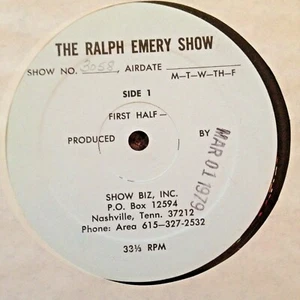 THE RALPH EMERY SHOW
SHOW NO. 3058, AIRDATE
M-T-W-TH-F
SIDE 1
FIRST HALF —
PRODUCED BY
MAR 01 1979
SHOW BIZ, INC.
P.O. Box 12594
Nashville, Tenn. 37212
Phone: Area 615-327-2532
33⅓ RPM